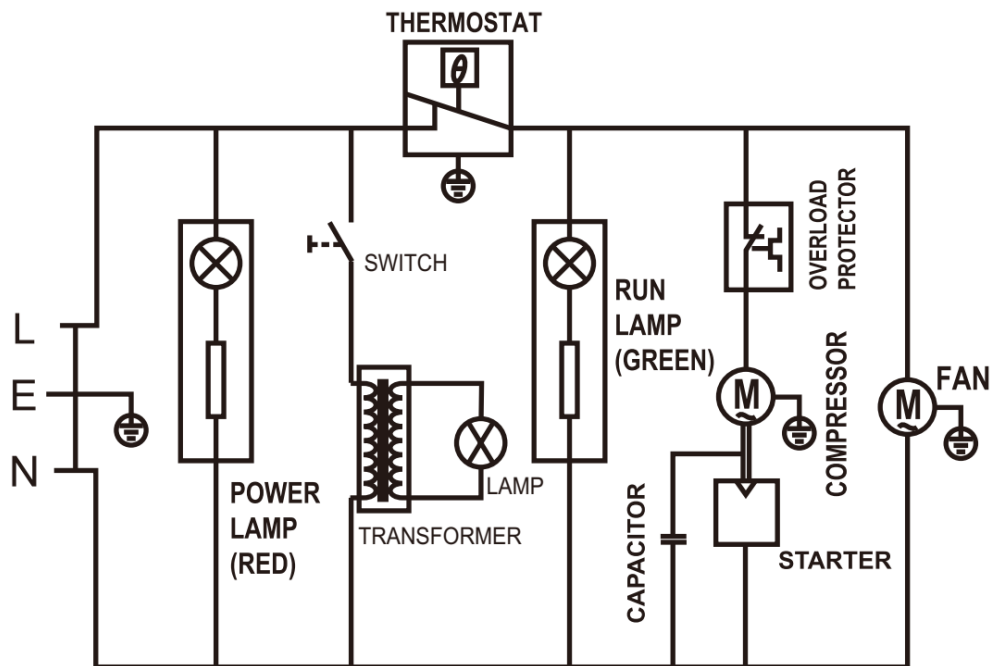 THERMOSTAT
θ
SWITCH
OVERLOAD
PROTECTOR
L
E
N
RUN
LAMP
(GREEN)
M
COMPRESSOR
M
FAN
POWER
LAMP
(RED)
LAMP
TRANSFORMER
CAPACITOR
STARTER